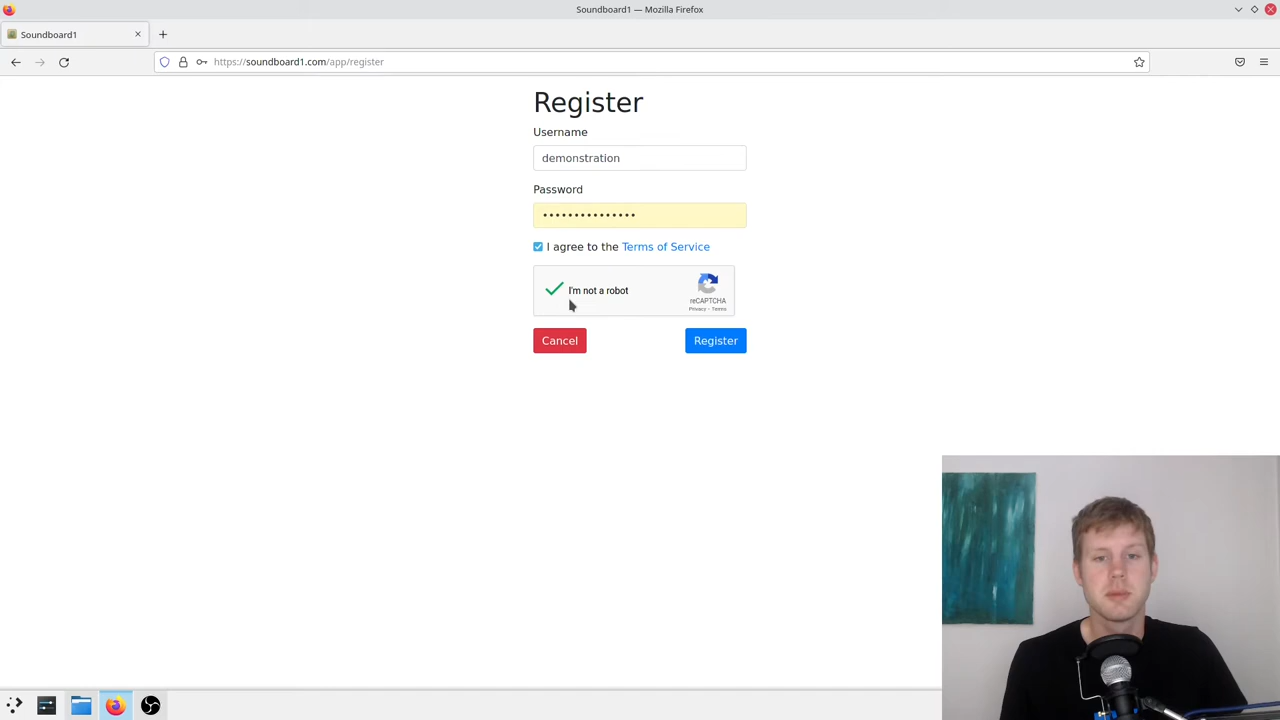 Soundboard1 — Mozilla Firefox
Soundboard1
https://soundboard1.com/app/register
Register
Username
demonstration
Password
•••••••••••••••
I agree to the Terms of Service
I'm not a robot
reCAPTCHA
Privacy - Terms
Cancel
Register